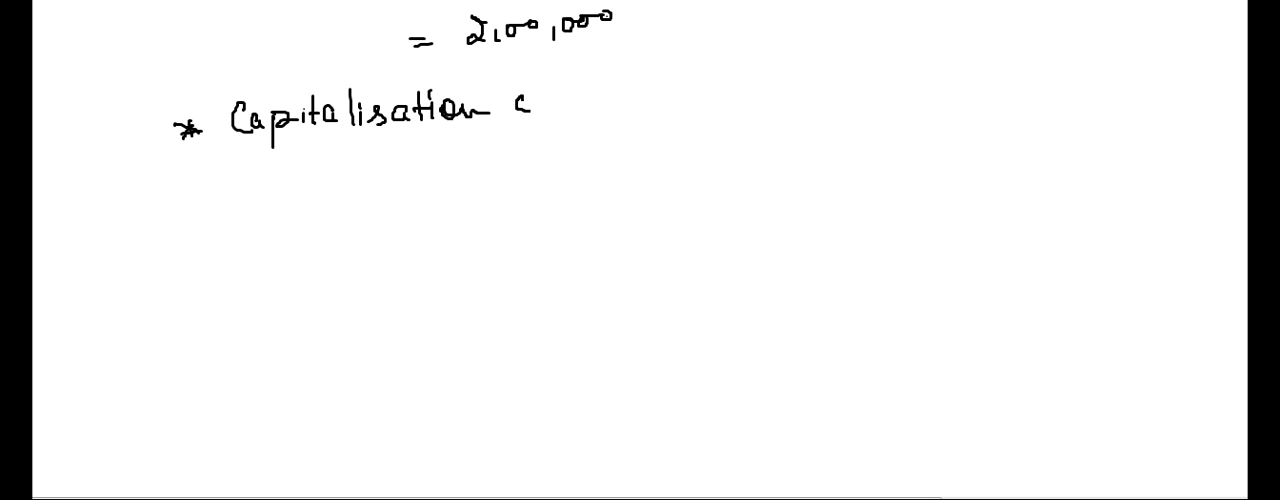 = 2,00,000
* Capitalisation c